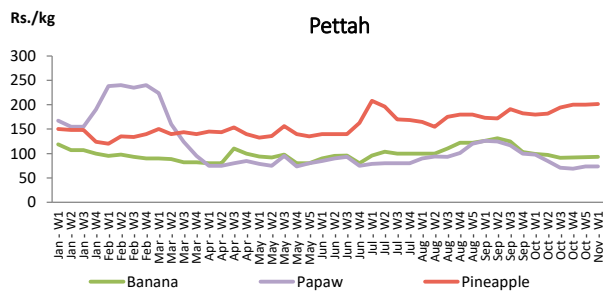 Rs./kg
Pettah
300
250
200
150
100
50
0
Jan - W1
Jan - W2
Jan - W3
Jan - W4
Feb - W1
Feb - W2
Feb - W3
Feb - W4
Mar - W1
Mar - W2
Mar - W3
Mar - W4
Apr - W1
Apr - W2
Apr - W3
Apr - W4
May - W1
May - W2
May - W3
May - W4
May - W5
Jun - W1
Jun - W2
Jun - W3
Jun - W4
Jul - W1
Jul - W2
Jul - W3
Jul - W4
Aug - W1
Aug - W2
Aug - W3
Aug - W4
Aug - W5
Sep - W1
Sep - W2
Sep - W3
Sep - W4
Oct - W1
Oct - W2
Oct - W3
Oct - W4
Oct - W5
Nov - W1
Banana
Papaw
Pineapple